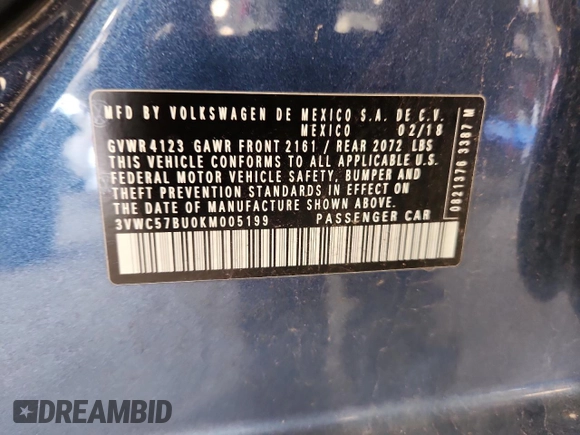 MFD BY VOLKSWAGEN DE MEXICO S.A. DE C.V.
MEXICO 02/18
GVWR 4123 GAWR FRONT 2161 / REAR 2072 LBS
THIS VEHICLE CONFORMS TO ALL APPLICABLE U.S.
FEDERAL MOTOR VEHICLE SAFETY, BUMPER AND
THEFT PREVENTION STANDARDS IN EFFECT ON
THE DATE OF MANUFACTURE SHOWN ABOVE.
3VWC57BU0KM005199 PASSENGER CAR
0821376 3387 M
DREAMBID